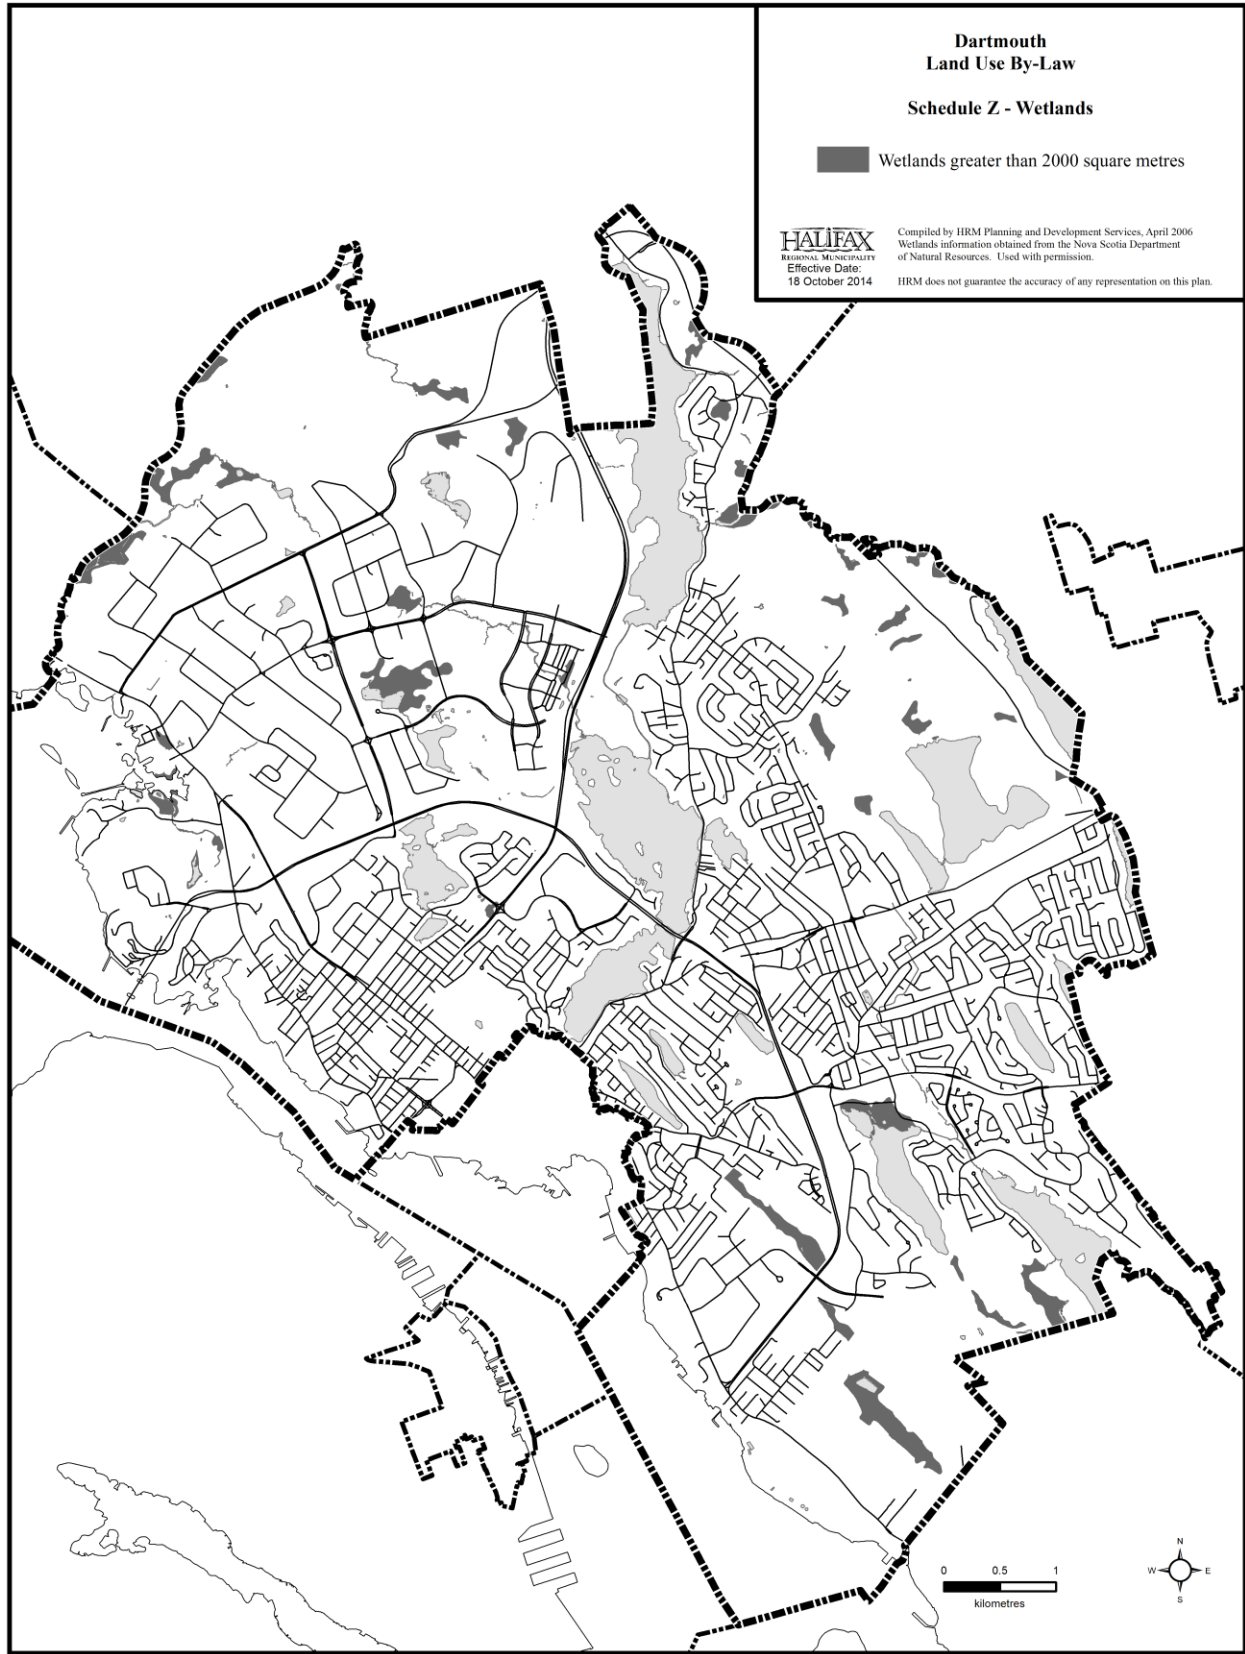 Dartmouth
Land Use By-Law
Schedule Z - Wetlands
Wetlands greater than 2000 square metres
HALIFAX
REGIONAL MUNICIPALITY
Effective Date:
18 October 2014
Compiled by HRM Planning and Development Services, April 2006
Wetlands information obtained from the Nova Scotia Department
of Natural Resources. Used with permission.
HRM does not guarantee the accuracy of any representation on this plan.
N
W E
S
0 0.5 1
kilometres